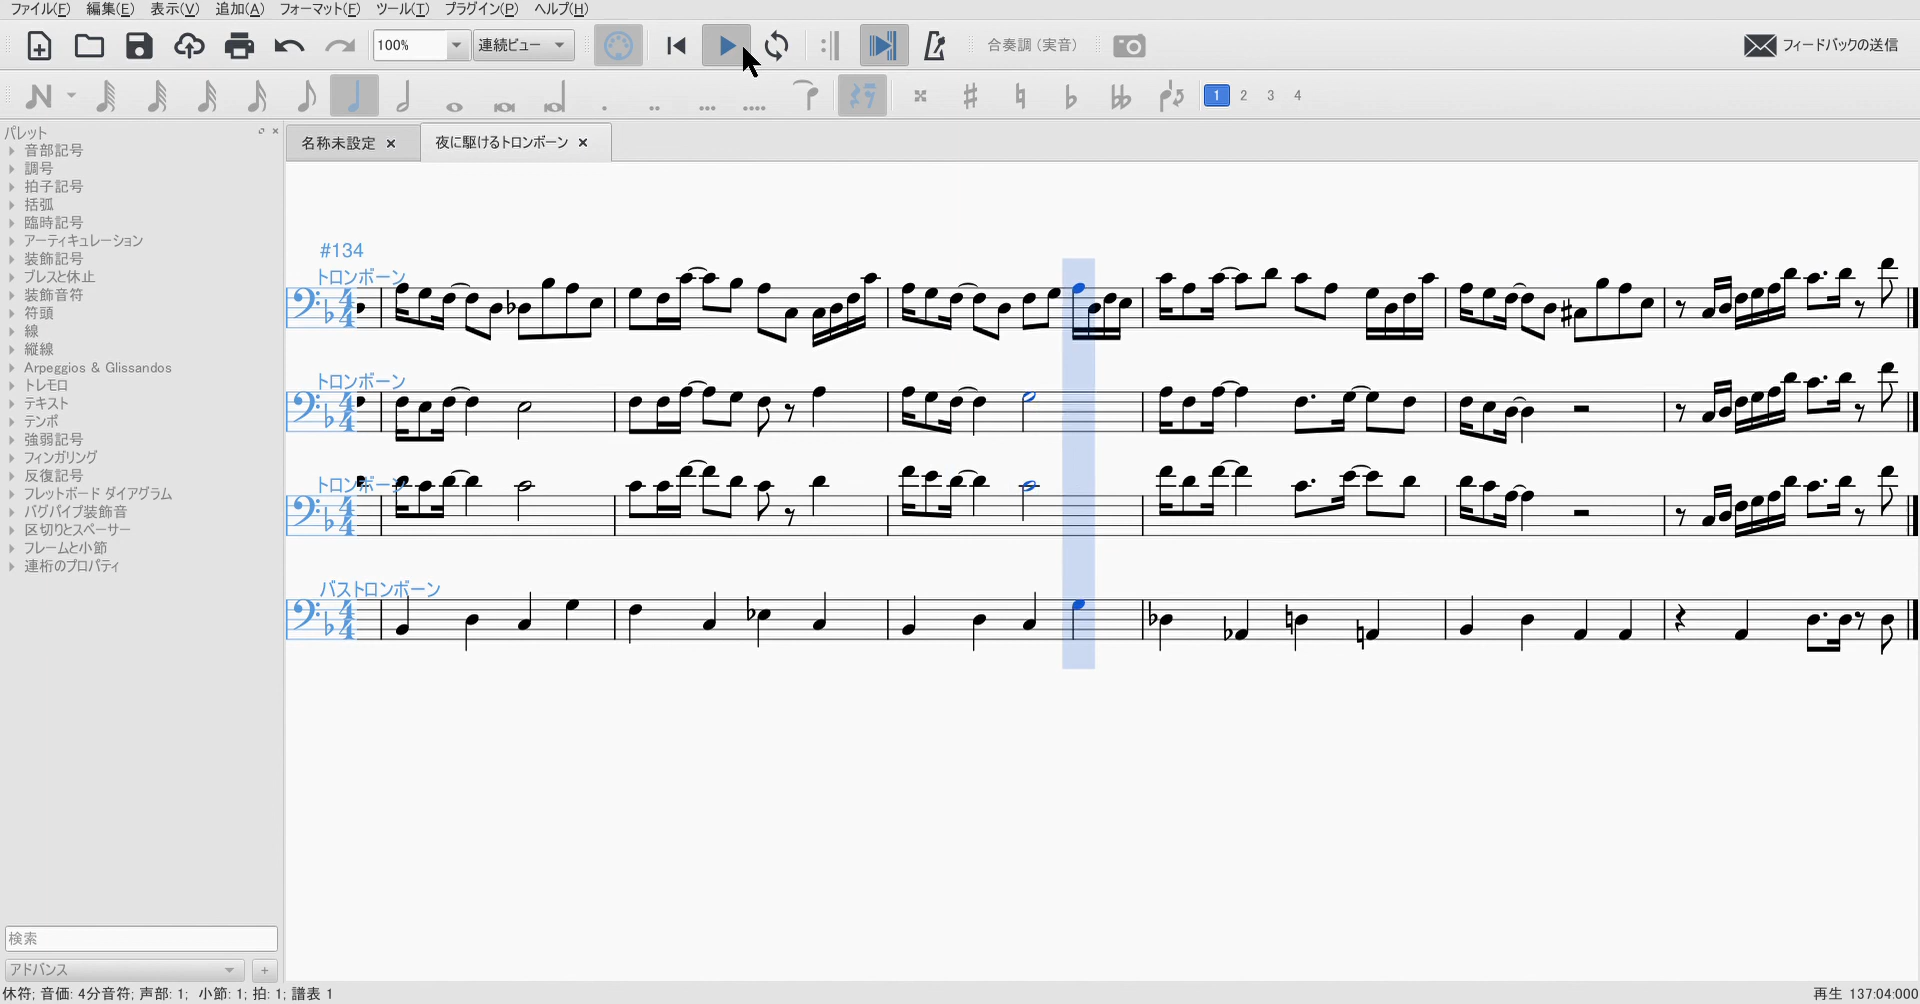 ファイル(F) 編集(E) 表示(V) 追加(A) フォーマット(F) ツール(T) プラグイン(P) ヘルプ(H)
100% 連続ビュー 合奏調 (実音) フィードバックの送信
1 2 3 4
パレット
名称未設定 夜に駆けるトロンボーン
音部記号
調号
拍子記号
括弧
臨時記号
アーティキュレーション
装飾記号
ブレスと休止
装飾音符
符頭
線
縦線
Arpeggios & Glissandos
トレモロ
テキスト
テンポ
強弱記号
フィンガリング
反復記号
フレットボード ダイアグラム
バグパイプ装飾音
区切りとスペーサー
フレームと小節
連桁のプロパティ
#134
トロンボーン
4
4
トロンボーン
4
4
トロンボーン
4
4
バストロンボーン
4
4
検索
アドバンス +
休符; 音価: 4分音符; 声部: 1; 小節: 1; 拍: 1; 譜表 1
再生 137:04:000